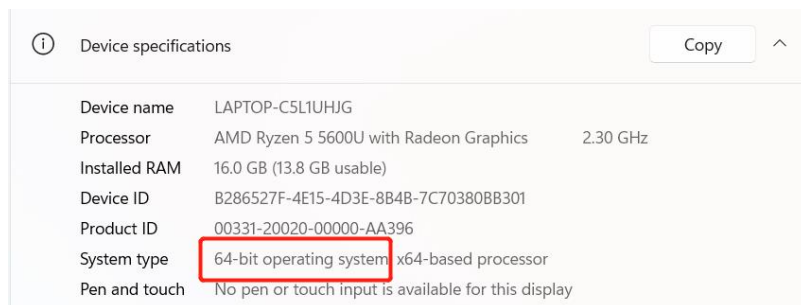 Device specifications Copy
Device name LAPTOP-C5L1UHJG
Processor AMD Ryzen 5 5600U with Radeon Graphics 2.30 GHz
Installed RAM 16.0 GB (13.8 GB usable)
Device ID B286527F-4E15-4D3E-8B4B-7C70380BB301
Product ID 00331-20020-00000-AA396
System type 64-bit operating system, x64-based processor
Pen and touch No pen or touch input is available for this display